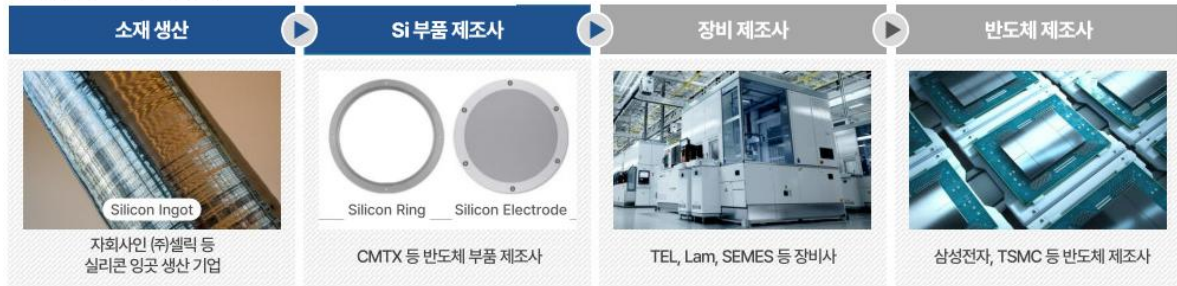 소재 생산
Si 부품 제조사
장비 제조사
반도체 제조사
Silicon Ingot
Silicon Ring
Silicon Electrode
자회사인 ㈜셀릭 등
실리콘 잉곳 생산 기업
CMTX 등 반도체 부품 제조사
TEL, Lam, SEMES 등 장비사
삼성전자, TSMC 등 반도체 제조사